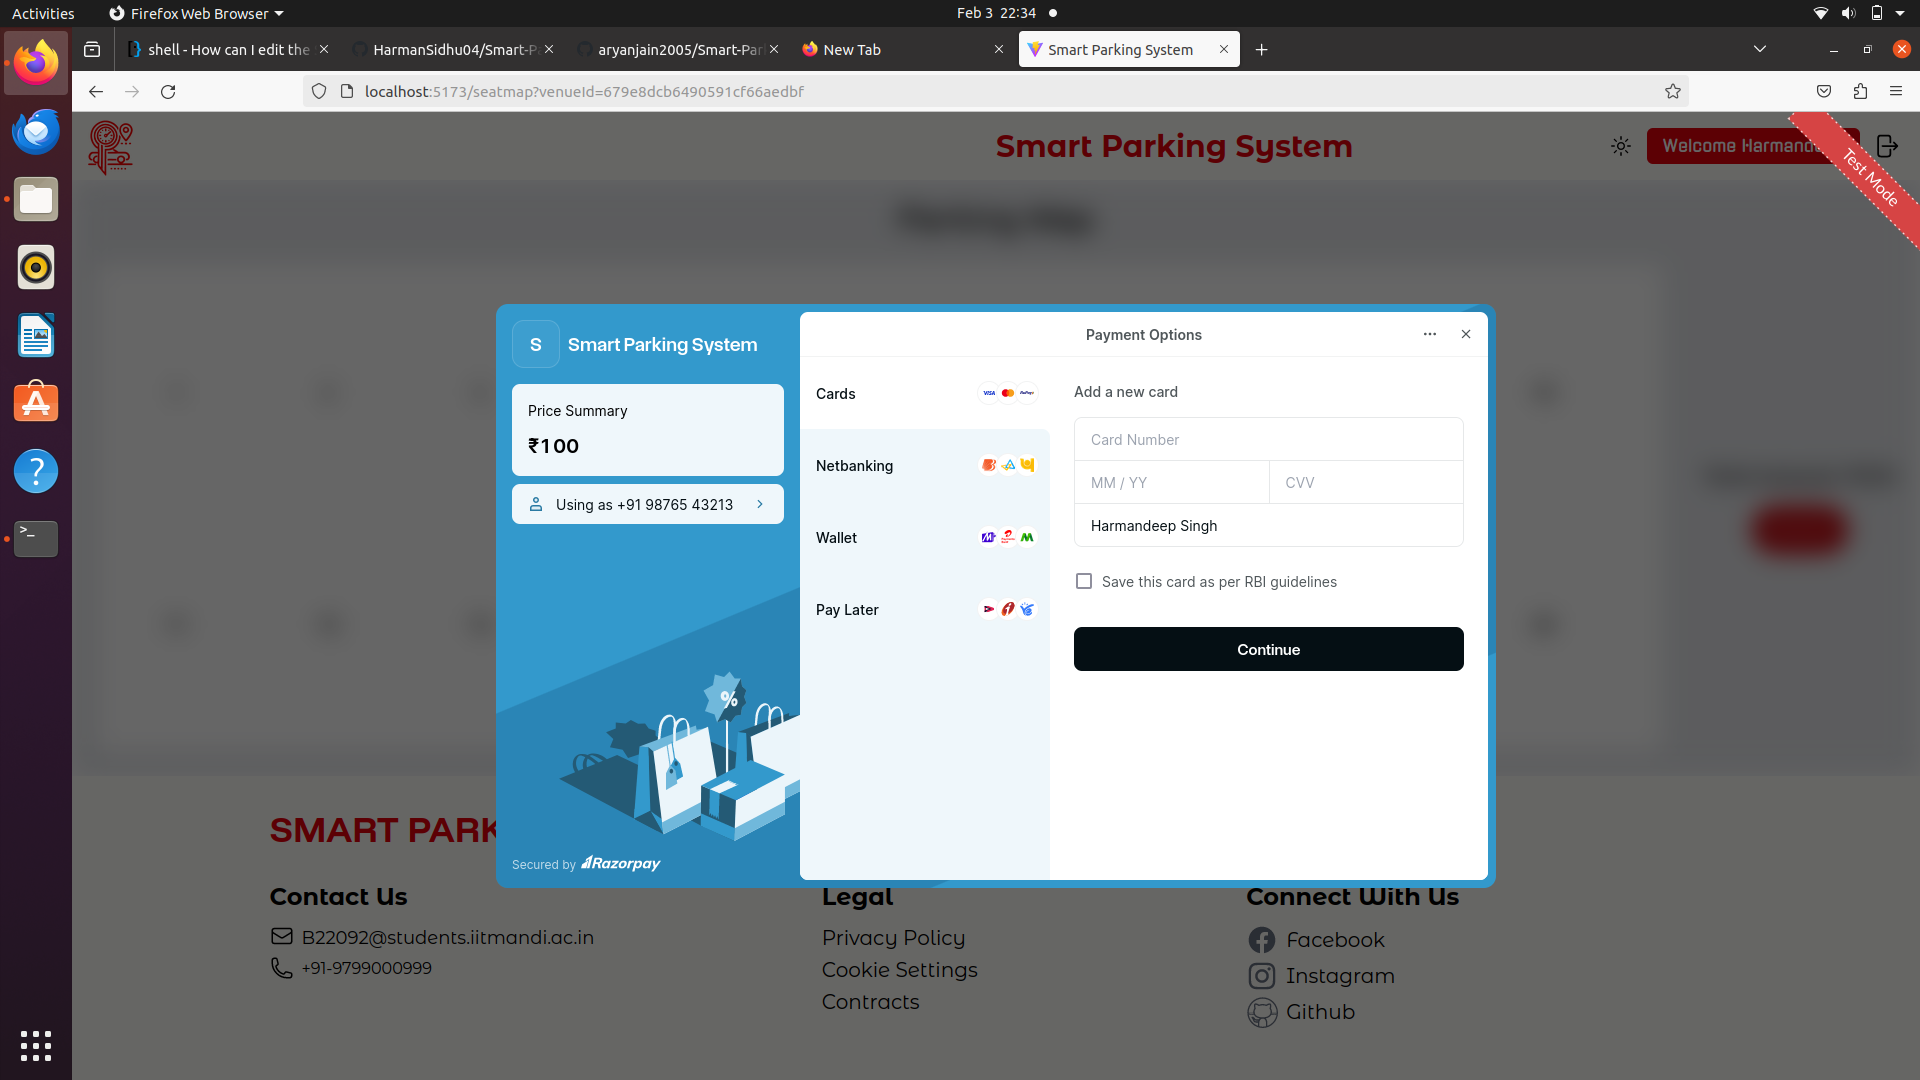 Activities
Firefox Web Browser
Feb 3 22:34
shell - How can I edit the
HarmanSidhu04/Smart-Pa
aryanjain2005/Smart-Par
New Tab
Smart Parking System
localhost:5173/seatmap?venueId=679e8dcb6490591cf66aedbf
Smart Parking System
Welcome Harmande
Test Mode
S
Smart Parking System
Price Summary
₹100
Using as +91 98765 43213
%
Secured by Razorpay
Payment Options
Cards
VISA
RuPay
Netbanking
Wallet
Pay Later
Add a new card
Card Number
MM / YY
CVV
Harmandeep Singh
Save this card as per RBI guidelines
Continue
SMART PARK
Contact Us
B22092@students.iitmandi.ac.in
+91-9799000999
Legal
Privacy Policy
Cookie Settings
Contracts
Connect With Us
Facebook
Instagram
Github